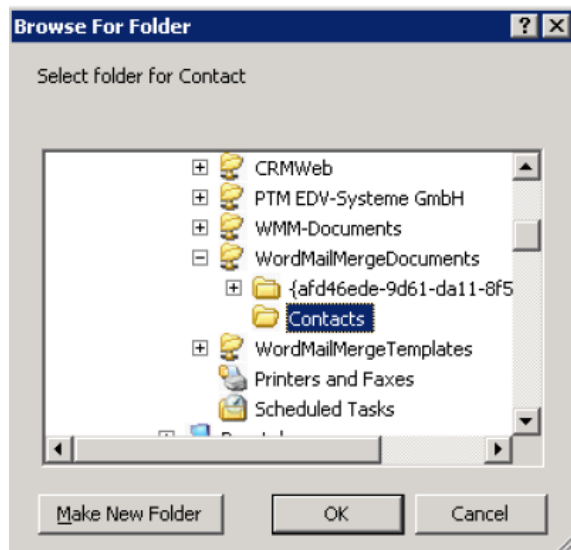 Browse For Folder
Select folder for Contact
CRMWeb
PTM EDV-Systeme GmbH
WMM-Documents
WordMailMergeDocuments
{afd46ede-9d61-da11-8f5
Contacts
WordMailMergeTemplates
Printers and Faxes
Scheduled Tasks
Make New Folder OK Cancel